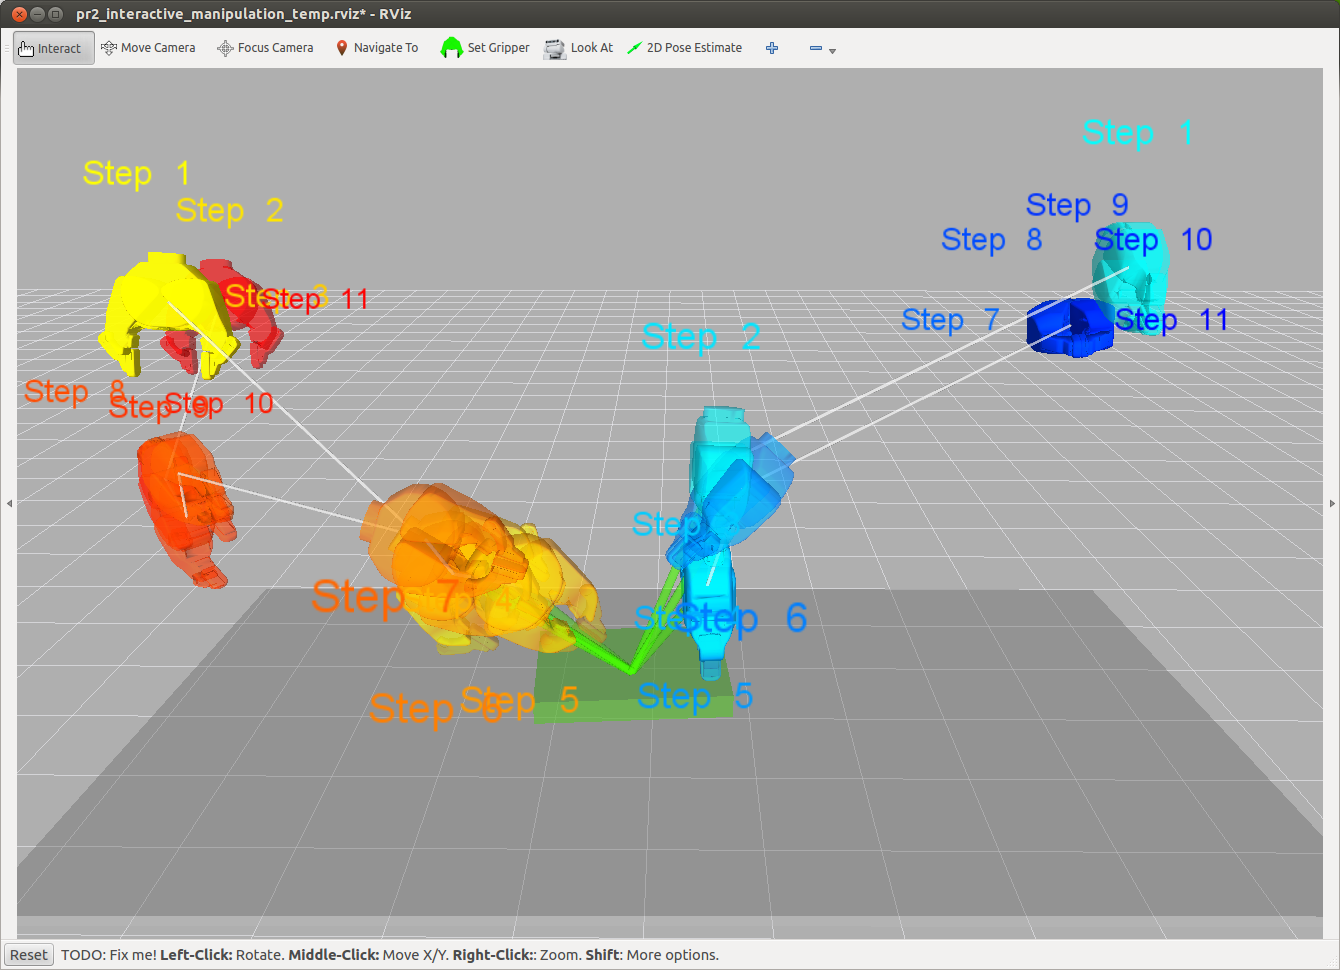 pr2_interactive_manipulation_temp.rviz* - RViz
Interact Move Camera Focus Camera Navigate To Set Gripper Look At 2D Pose Estimate
Step 1
Step 1
Step 2
Step 9
Step 8
Step 10
Step 3
Step 11
Step 7
Step 11
Step 2
Step 8
Step 9
Step 10
Step
Step 7
Step 6
Step 5
Step 5
Step 6
Reset TODO: Fix me! Left-Click: Rotate. Middle-Click: Move X/Y. Right-Click:: Zoom. Shift: More options.